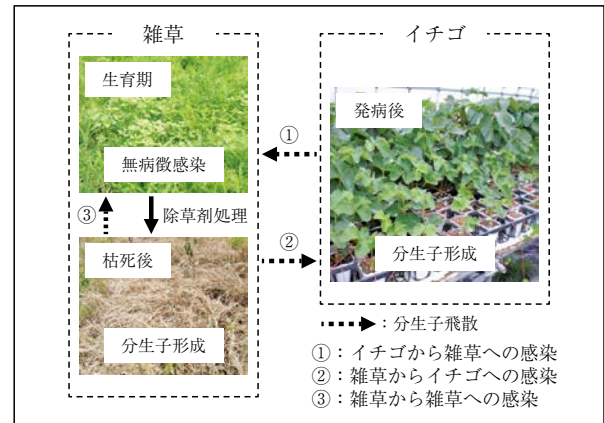 雑草
生育期
無病徴感染
③
除草剤処理
枯死後
分生子形成
①
②
イチゴ
発病後
分生子形成
：分生子飛散
①：イチゴから雑草への感染
②：雑草からイチゴへの感染
③：雑草から雑草への感染